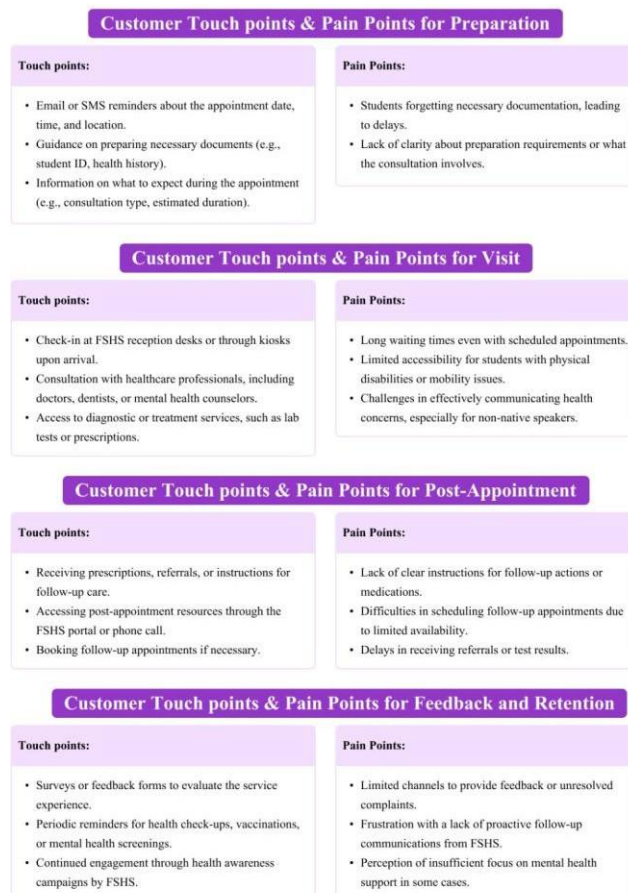 Customer Touch points & Pain Points for Preparation
Touch points:
• Email or SMS reminders about the appointment date,
time, and location.
• Guidance on preparing necessary documents (e.g.,
student ID, health history).
• Information on what to expect during the appointment
(e.g., consultation type, estimated duration).
Pain Points:
• Students forgetting necessary documentation, leading
to delays.
• Lack of clarity about preparation requirements or what
the consultation involves.
Customer Touch points & Pain Points for Visit
Touch points:
• Check-in at FSHS reception desks or through kiosks
upon arrival.
• Consultation with healthcare professionals, including
doctors, dentists, or mental health counselors.
• Access to diagnostic or treatment services, such as lab
tests or prescriptions.
Pain Points:
• Long waiting times even with scheduled appointments.
• Limited accessibility for students with physical
disabilities or mobility issues.
• Challenges in effectively communicating health
concerns, especially for non-native speakers.
Customer Touch points & Pain Points for Post-Appointment
Touch points:
• Receiving prescriptions, referrals, or instructions for
follow-up care.
• Accessing post-appointment resources through the
FSHS portal or phone call.
• Booking follow-up appointments if necessary.
Pain Points:
• Lack of clear instructions for follow-up actions or
medications.
• Difficulties in scheduling follow-up appointments due
to limited availability.
• Delays in receiving referrals or test results.
Customer Touch points & Pain Points for Feedback and Retention
Touch points:
• Surveys or feedback forms to evaluate the service
experience.
• Periodic reminders for health check-ups, vaccinations,
or mental health screenings.
• Continued engagement through health awareness
campaigns by FSHS.
Pain Points:
• Limited channels to provide feedback or unresolved
complaints.
• Frustration with a lack of proactive follow-up
communications from FSHS.
• Perception of insufficient focus on mental health
support in some cases.